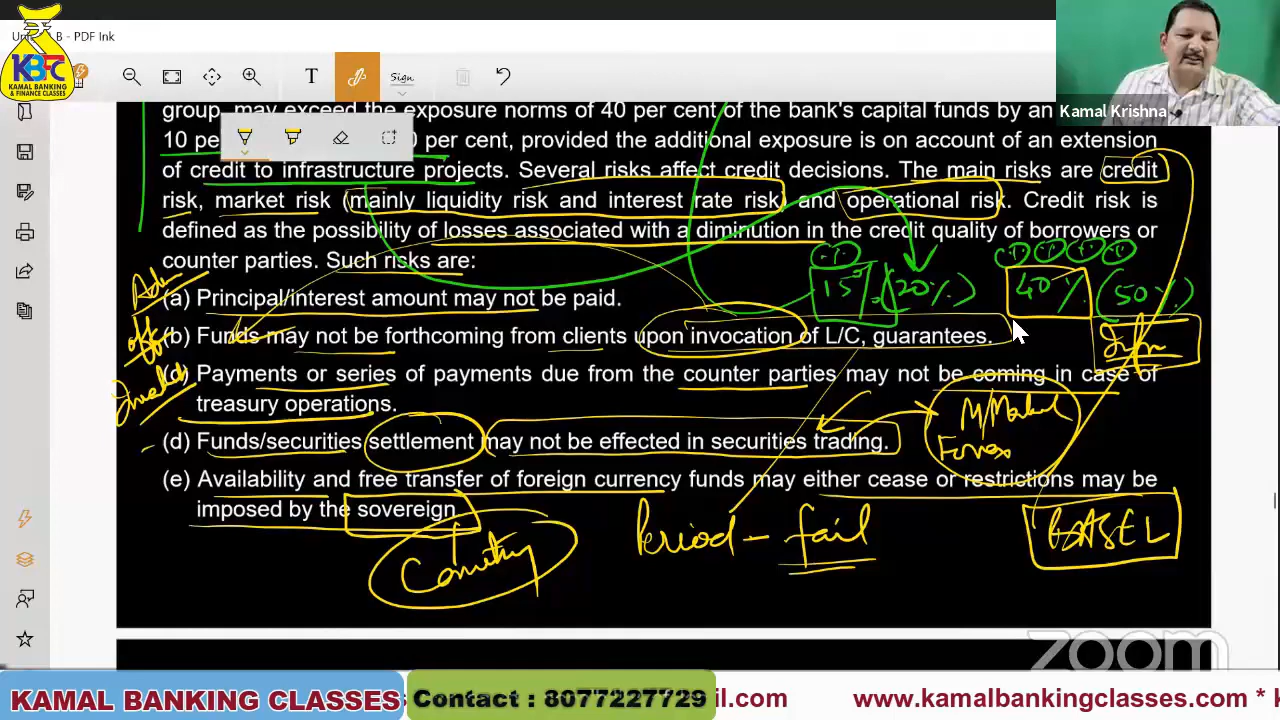 B - PDF Ink
KBC
KAMAL BANKING
& FINANCE CLASSES
T
Sign
Kamal Krishna
group, may exceed the exposure norms of 40 per cent of the bank's capital funds by an
10 per 0 per cent, provided the additional exposure is on account of an extension
of credit to infrastructure projects. Several risks affect credit decisions. The main risks are credit
risk, market risk (mainly liquidity risk and interest rate risk) and operational risk. Credit risk is
defined as the possibility of losses associated with a diminution in the credit quality of borrowers or
counter parties. Such risks are:
15%. (20%) 40% (50%)
(a) Principal/interest amount may not be paid.
(b) Funds may not be forthcoming from clients upon invocation of L/C, guarantees.
(c) Payments or series of payments due from the counter parties may not be coming in case of
treasury operations.
M/Market
Forex
(d) Funds/securities settlement may not be effected in securities trading.
(e) Availability and free transfer of foreign currency funds may either cease or restrictions may be
imposed by the sovereign
Period - fail
BASEL
Country
zoom
KAMAL BANKING CLASSES Contact : 8077227729 il.com www.kamalbankingclasses.com *